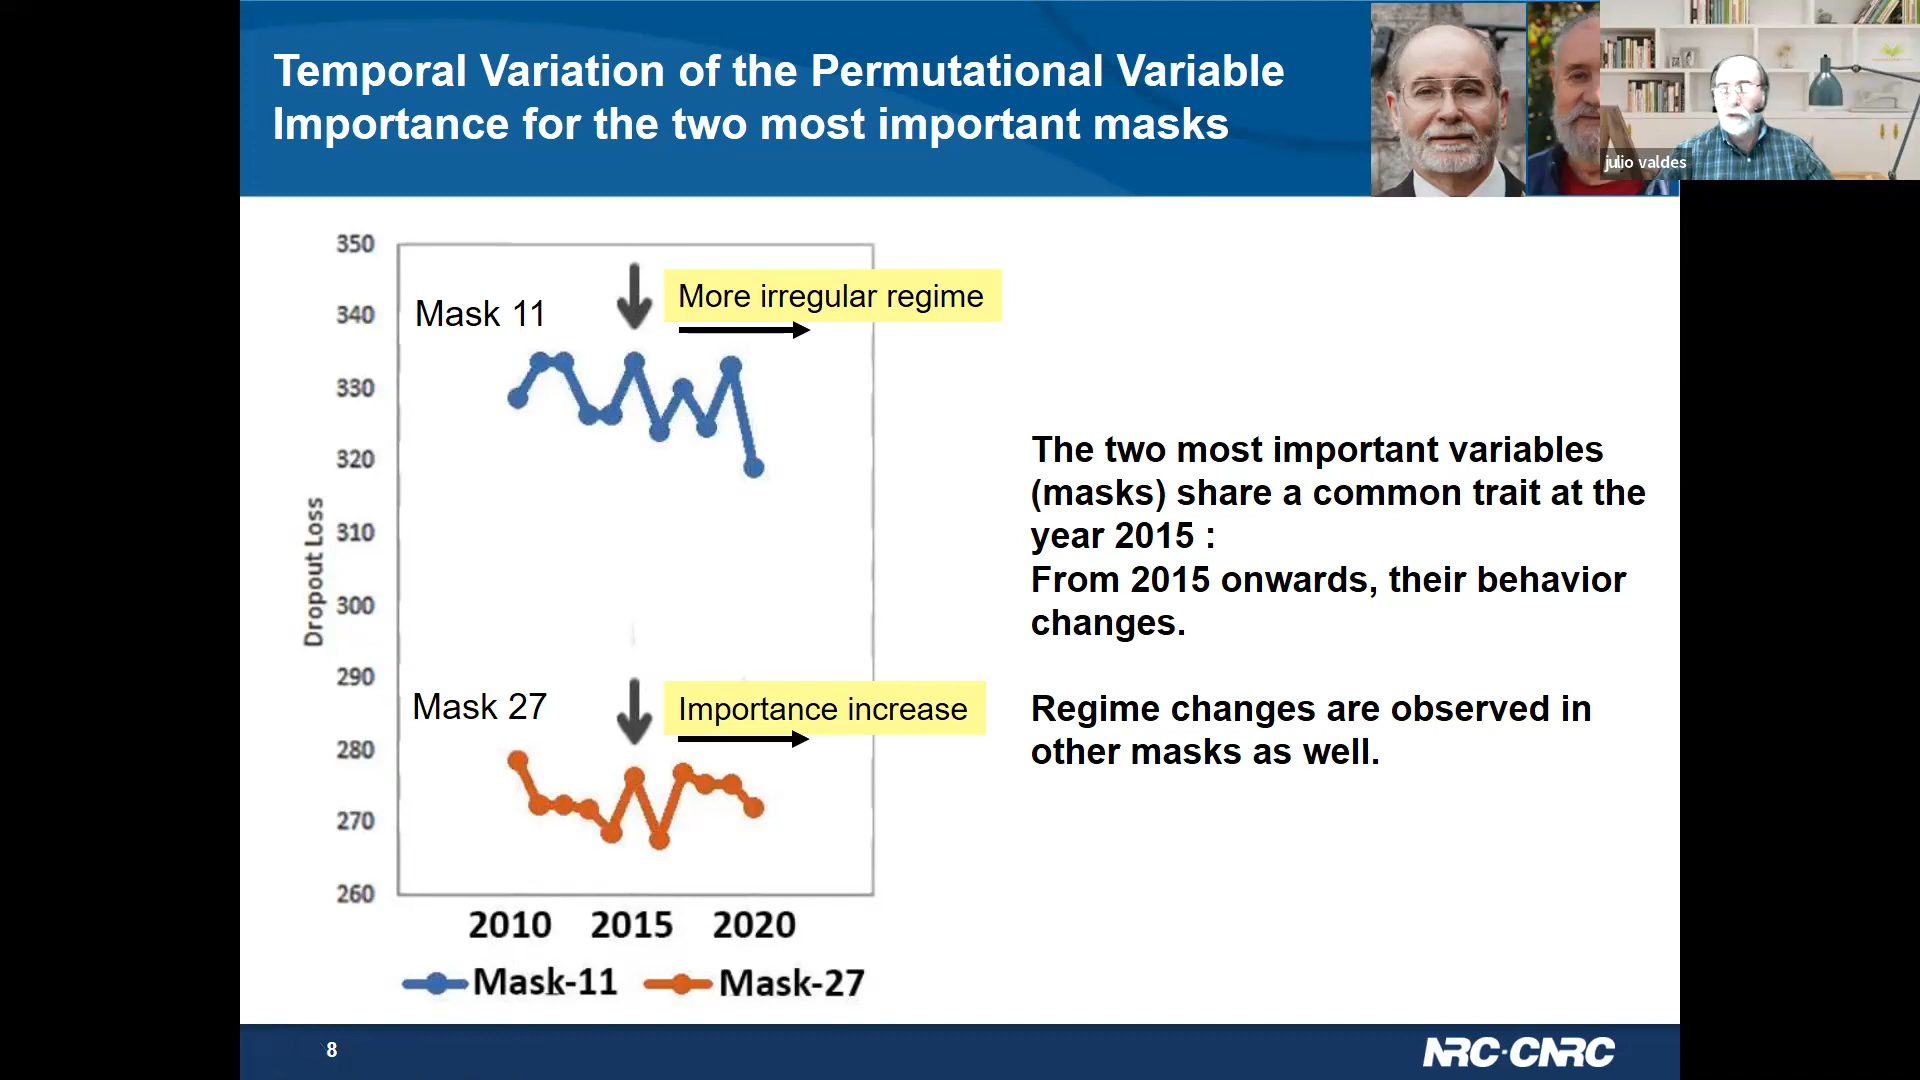 Temporal Variation of the Permutational Variable
Importance for the two most important masks
julio valdes
350
340
330
320
310
300
290
280
270
260
Dropout Loss
Mask 11
More irregular regime
Mask 27
Importance increase
2010 2015 2020
Mask-11 Mask-27
The two most important variables
(masks) share a common trait at the
year 2015 :
From 2015 onwards, their behavior
changes.
Regime changes are observed in
other masks as well.
8
NRC·CNRC